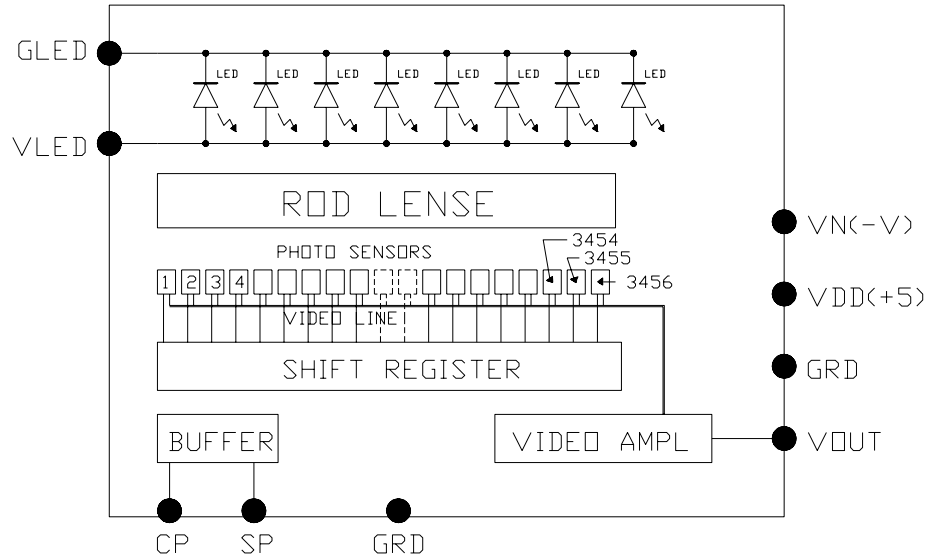 GLED
LED LED LED LED LED LED LED LED
VLED
ROD LENSE
VN(-V)
PHOTO SENSORS
3454
3455
1 2 3 4
3456
VDD(+5)
VIDEO LINE
SHIFT REGISTER
GRD
BUFFER
VIDEO AMPL
VOUT
CP SP GRD